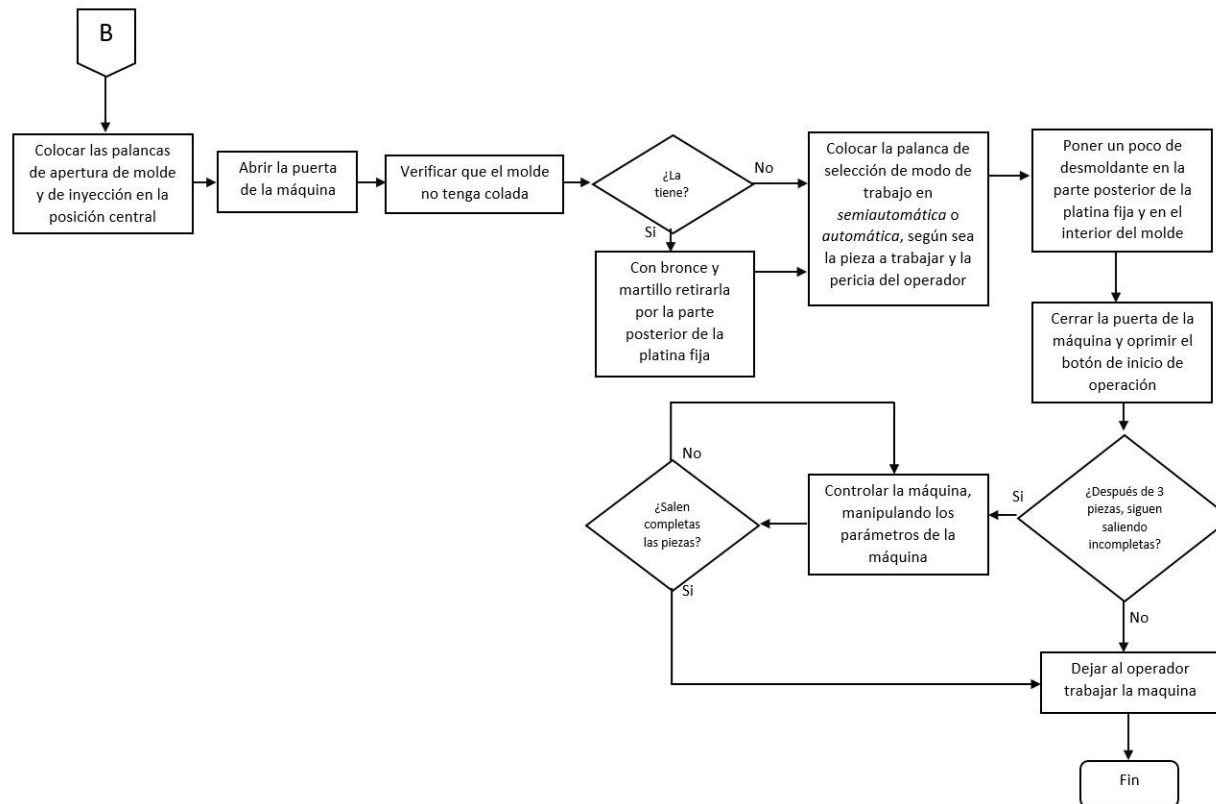 B
Colocar las palancas
de apertura de molde
y de inyección en la
posición central
Abrir la puerta
de la máquina
Verificar que el molde
no tenga colada
¿La
tiene?
No
Si
Con bronce y
martillo retirarla
por la parte
posterior de la
platina fija
Colocar la palanca de
selección de modo de
trabajo en
semiautomática o
automática, según sea
la pieza a trabajar y la
pericia del operador
Poner un poco de
desmoldante en la
parte posterior de la
platina fija y en el
interior del molde
Cerrar la puerta de la
máquina y oprimir el
botón de inicio de
operación
¿Después de 3
piezas, siguen
saliendo
incompletas?
Si
No
Controlar la máquina,
manipulando los
parámetros de la
máquina
¿Salen
completas
las piezas?
No
Si
Dejar al operador
trabajar la maquina
Fin